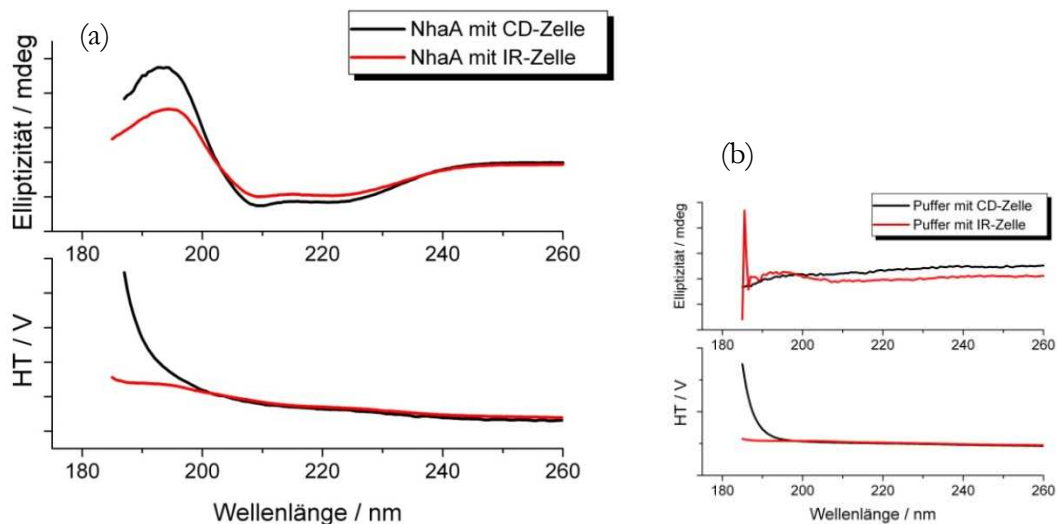 (a)
NhaA mit CD-Zelle
NhaA mit IR-Zelle
Elliptizität / mdeg
180 200 220 240 260
HT / V
180 200 220 240 260
Wellenlänge / nm
(b)
Puffer mit CD-Zelle
Puffer mit IR-Zelle
Elliptizität / mdeg
180 200 220 240 260
HT / V
180 200 220 240 260
Wellenlänge / nm